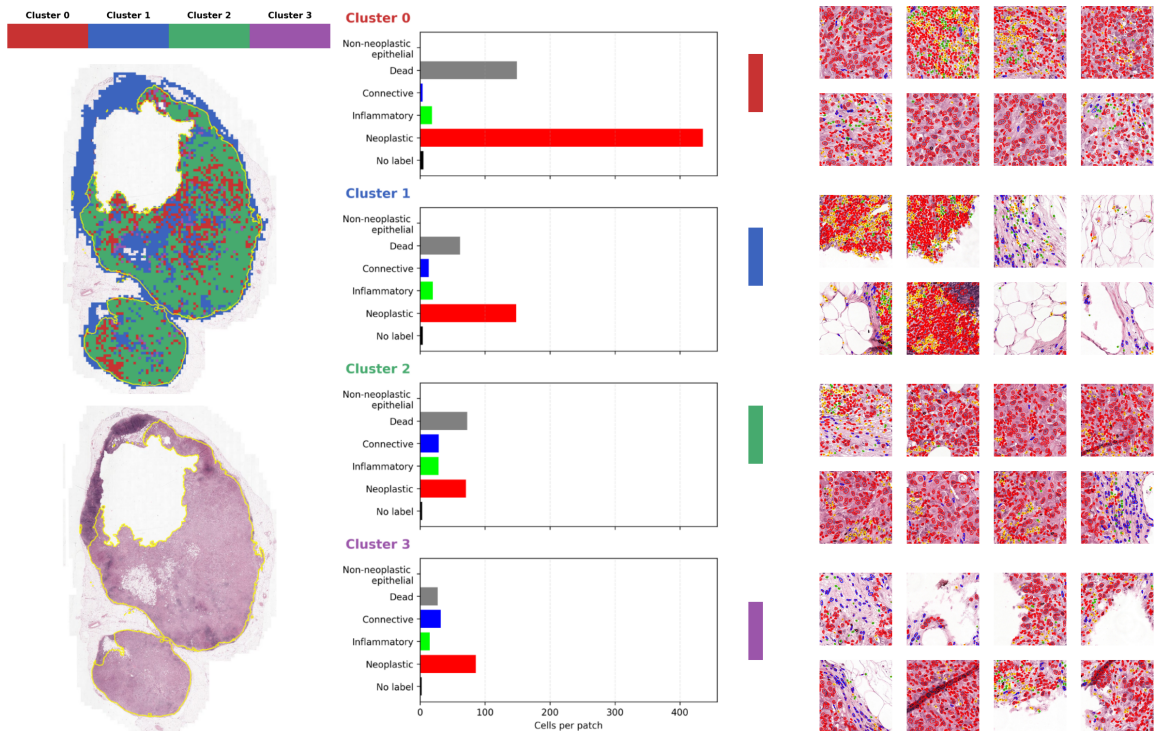 Cluster 0
Cluster 1
Cluster 2
Cluster 3
Cluster 0
Non-neoplastic
epithelial
Dead
Connective
Inflammatory
Neoplastic
No label
Cluster 1
Non-neoplastic
epithelial
Dead
Connective
Inflammatory
Neoplastic
No label
Cluster 2
Non-neoplastic
epithelial
Dead
Connective
Inflammatory
Neoplastic
No label
Cluster 3
Non-neoplastic
epithelial
Dead
Connective
Inflammatory
Neoplastic
No label
0
100
200
300
400
Cells per patch